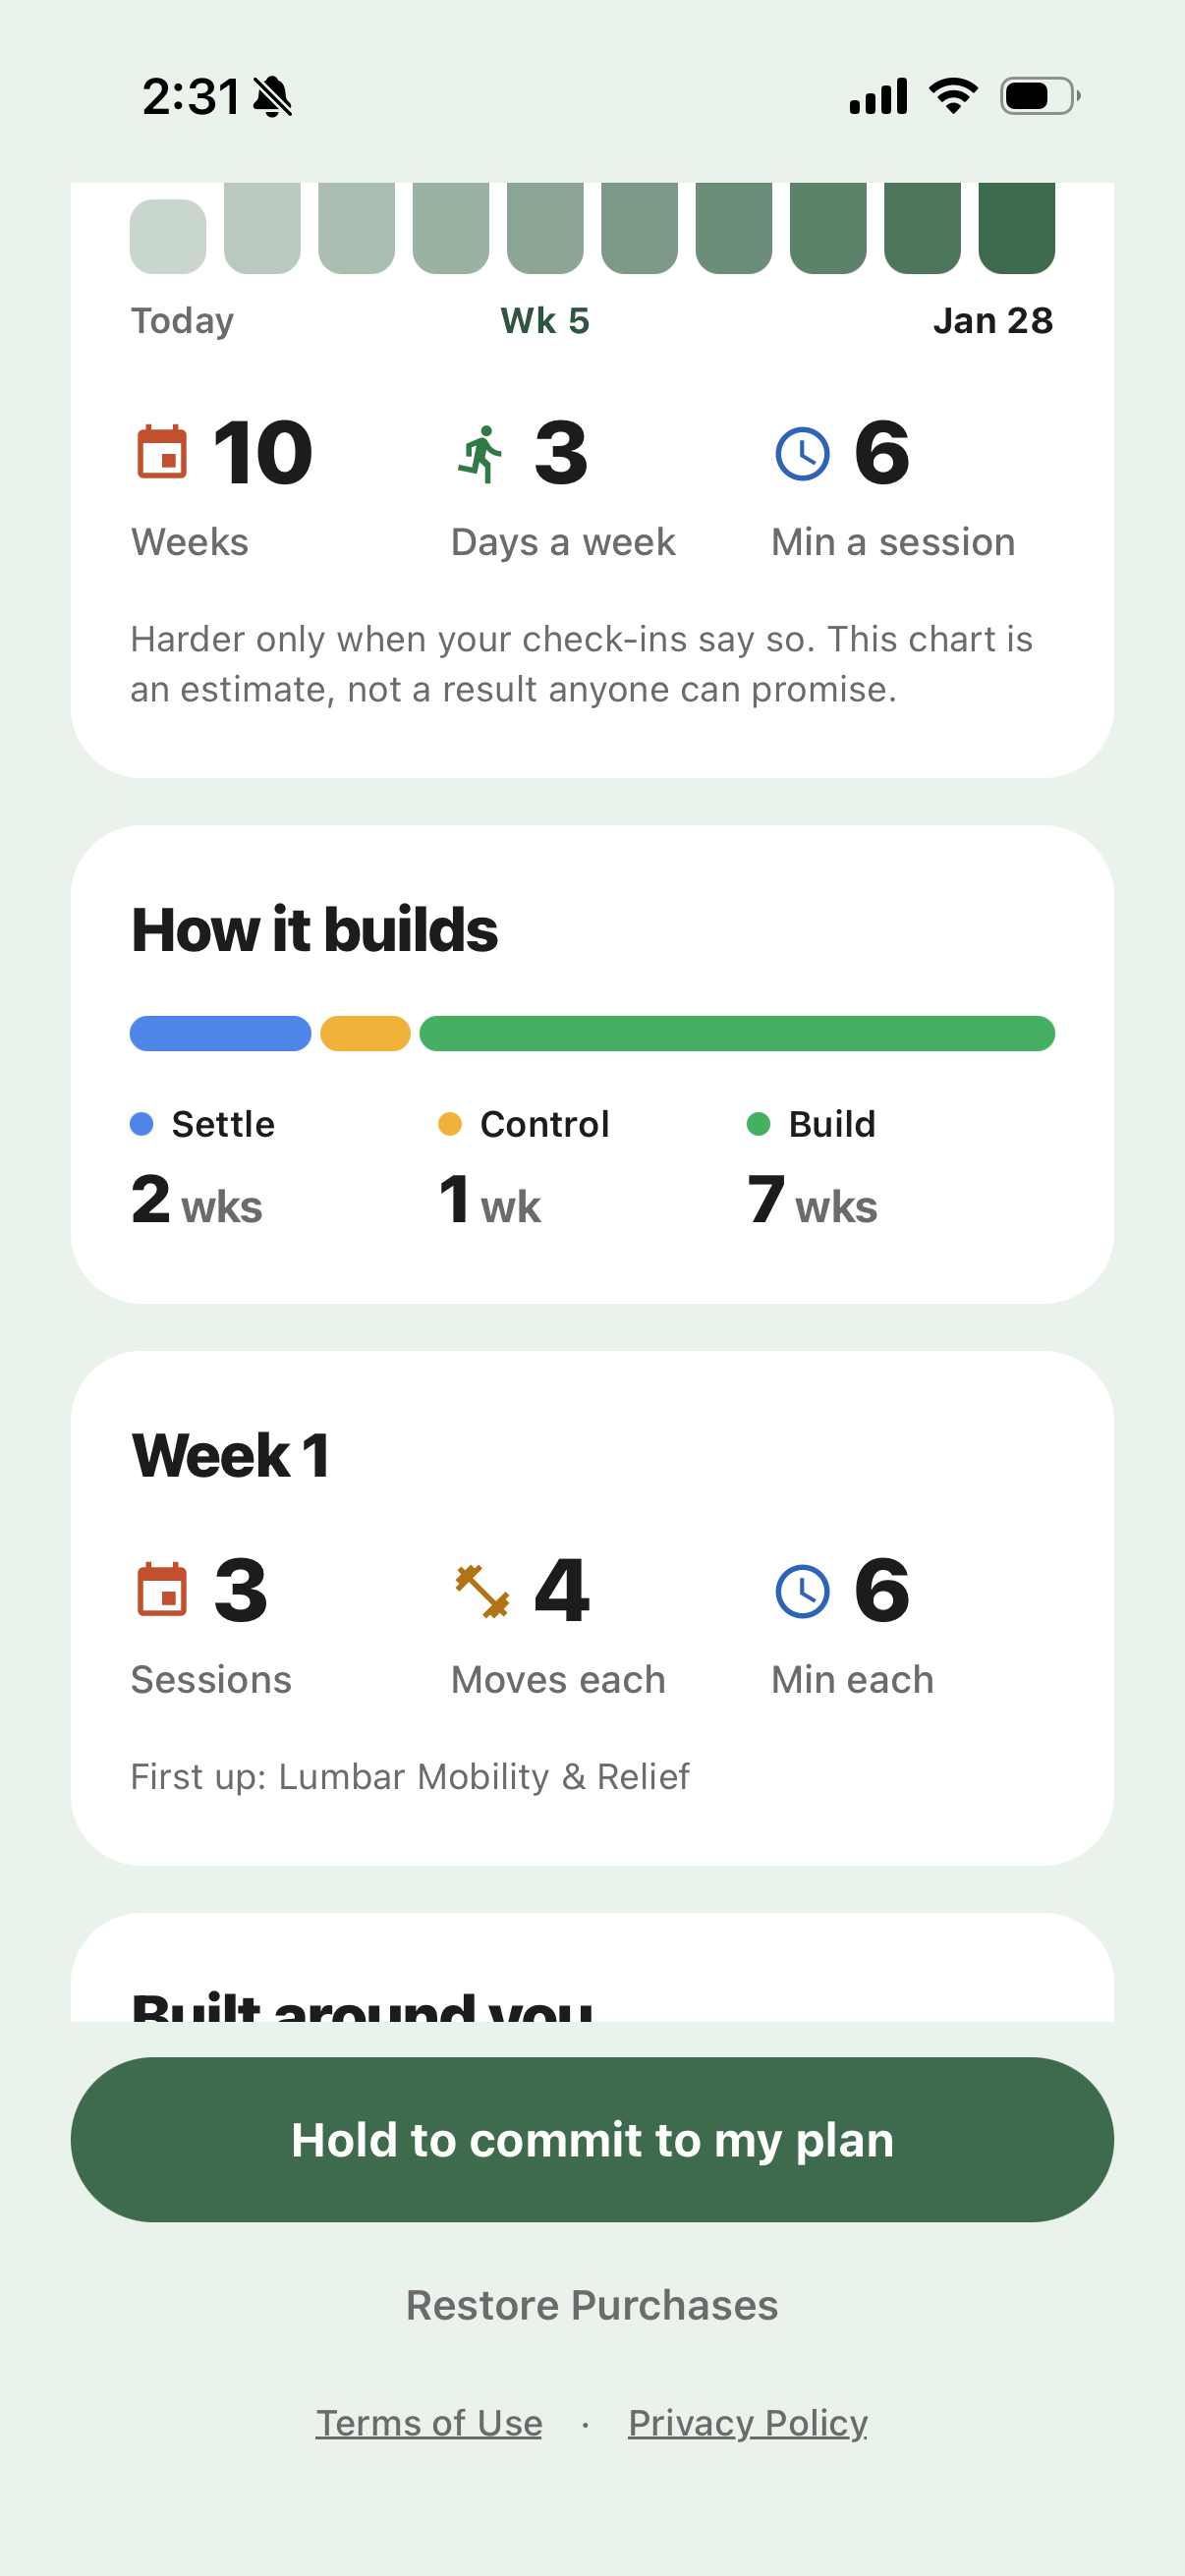 2:31
Today Wk 5 Jan 28
10 3 6
Weeks Days a week Min a session
Harder only when your check-ins say so. This chart is
an estimate, not a result anyone can promise.
How it builds
Settle Control Build
2 wks 1 wk 7 wks
Week 1
3 4 6
Sessions Moves each Min each
First up: Lumbar Mobility & Relief
Built around you
Hold to commit to my plan
Restore Purchases
Terms of Use · Privacy Policy